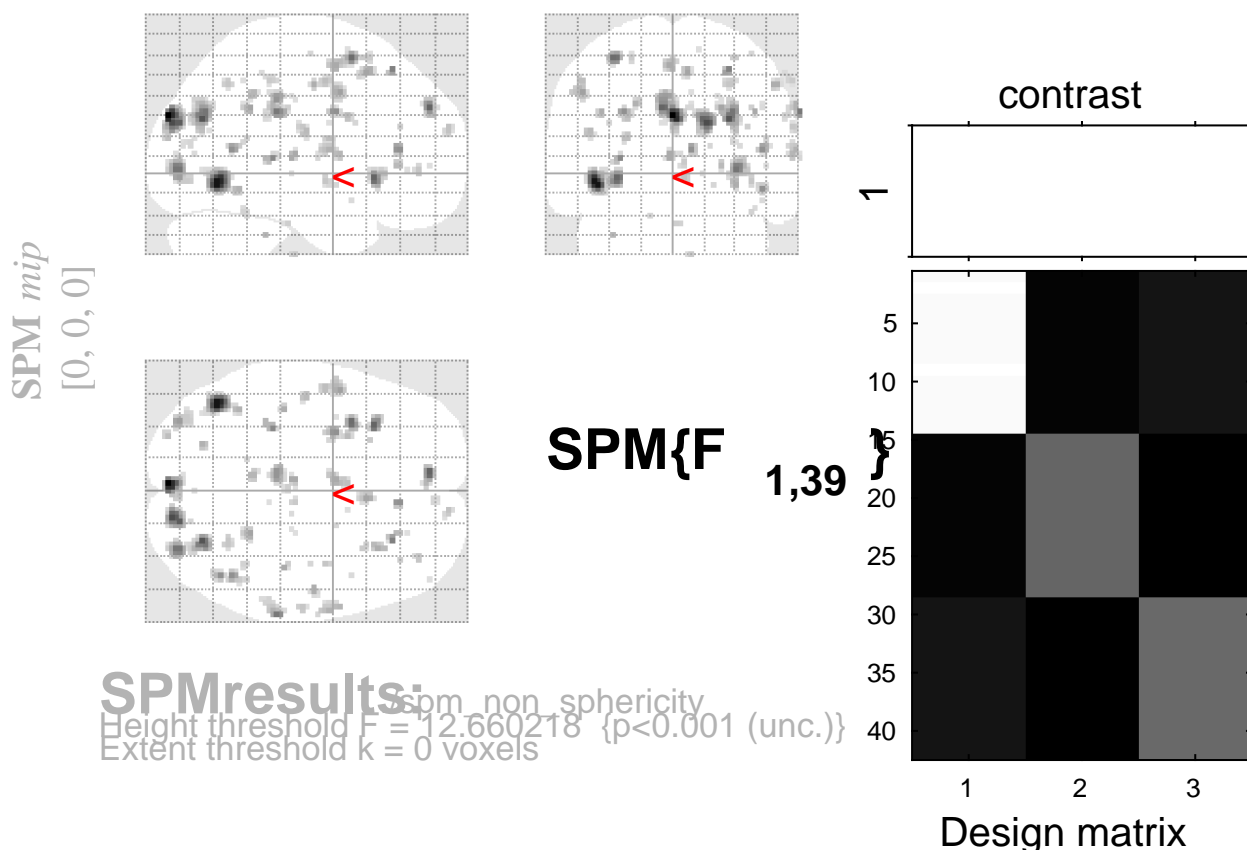 SPM mip
[0, 0, 0]
<
<
<
SPM{F 1,39 }
contrast
1
5
10
15
20
25
30
35
40
1 2 3
Design matrix
SPMresults: ./spm_non_sphericity
Height threshold F = 12.660218 {p<0.001 (unc.)}
Extent threshold k = 0 voxels